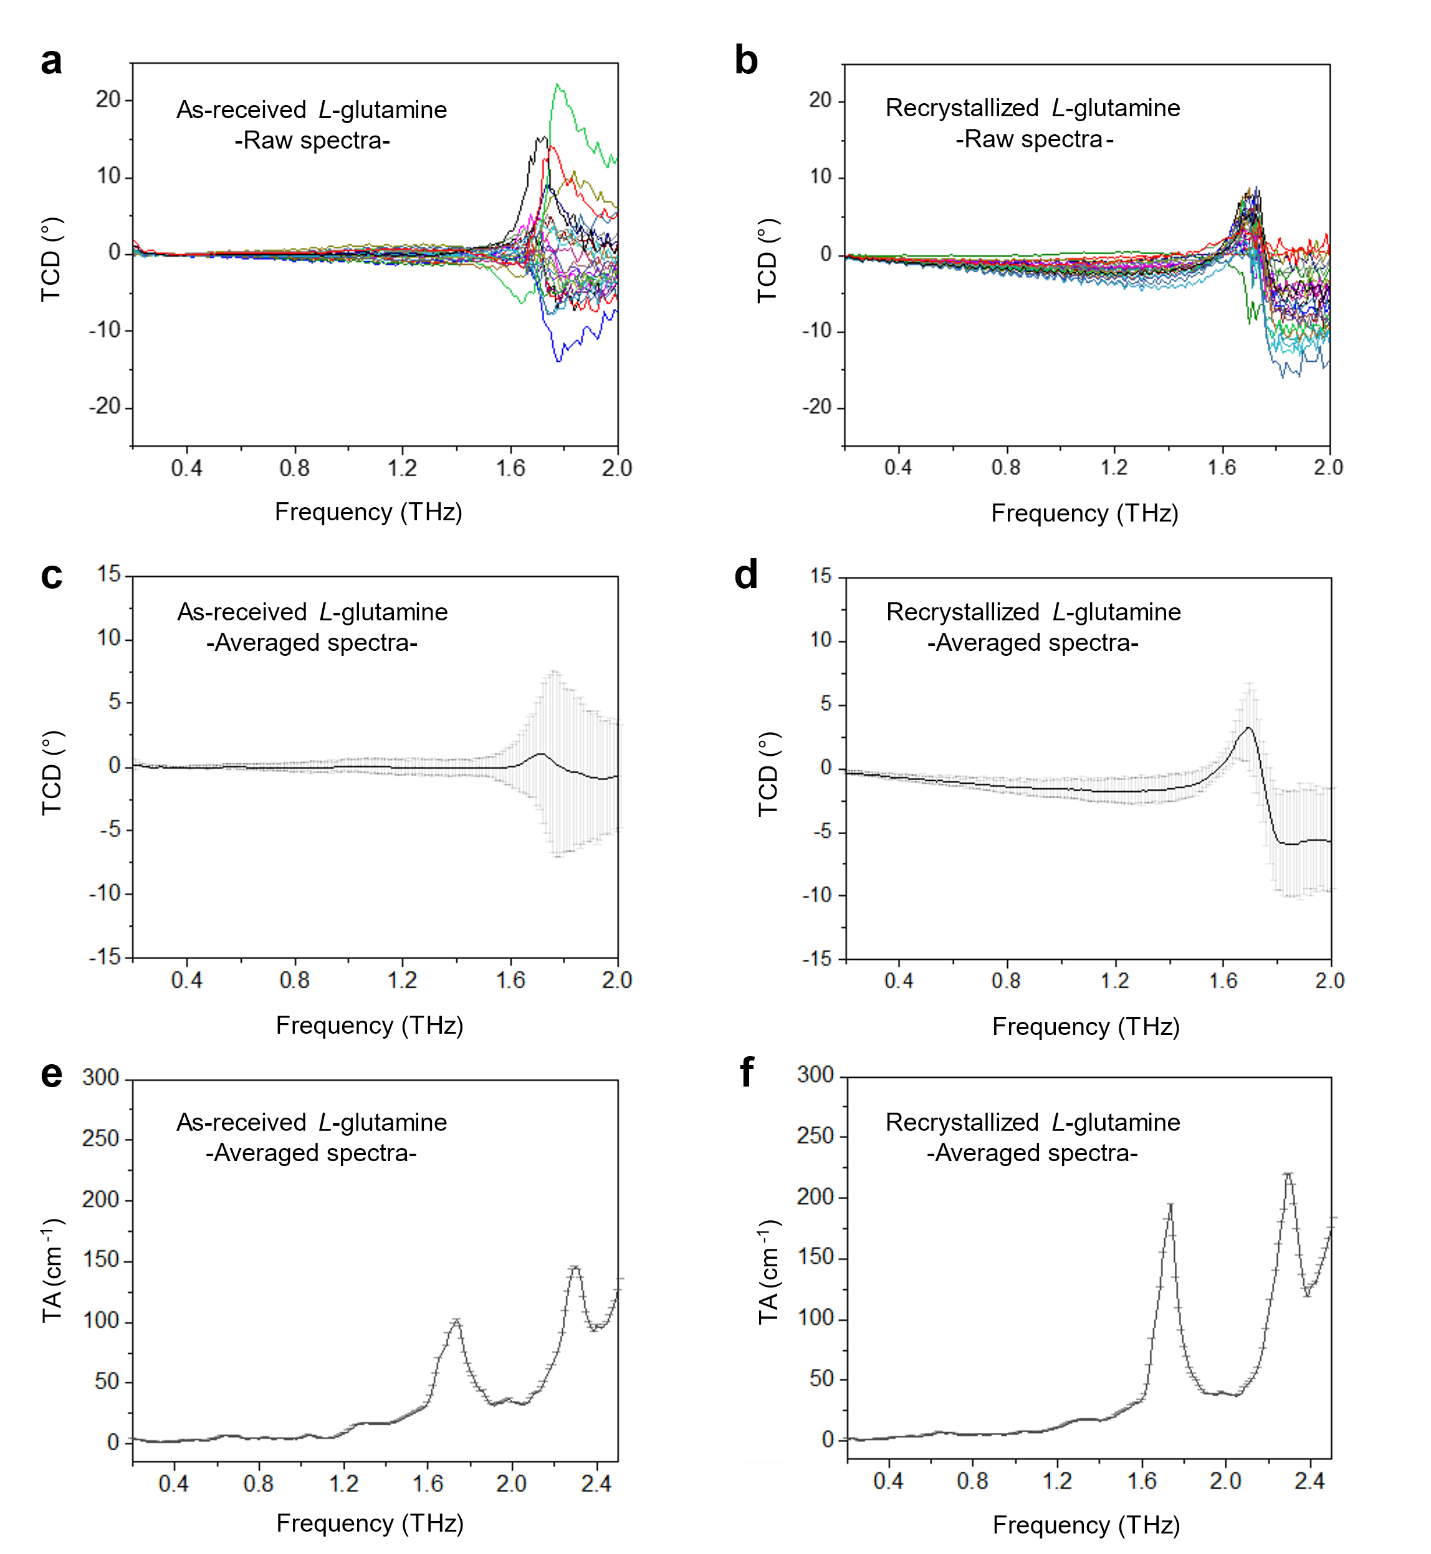 a
As-received L-glutamine
-Raw spectra-
20
10
0
-10
-20
TCD (°)
0.4 0.8 1.2 1.6 2.0
Frequency (THz)
b
Recrystallized L-glutamine
-Raw spectra-
20
10
0
-10
-20
TCD (°)
0.4 0.8 1.2 1.6 2.0
Frequency (THz)
c
As-received L-glutamine
-Averaged spectra-
15
10
5
0
-5
-10
-15
TCD (°)
0.4 0.8 1.2 1.6 2.0
Frequency (THz)
d
Recrystallized L-glutamine
-Averaged spectra-
15
10
5
0
-5
-10
-15
TCD (°)
0.4 0.8 1.2 1.6 2.0
Frequency (THz)
e
As-received L-glutamine
-Averaged spectra-
300
250
200
150
100
50
0
TA (cm⁻¹)
0.4 0.8 1.2 1.6 2.0 2.4
Frequency (THz)
f
Recrystallized L-glutamine
-Averaged spectra-
300
250
200
150
100
50
0
TA (cm⁻¹)
0.4 0.8 1.2 1.6 2.0 2.4
Frequency (THz)